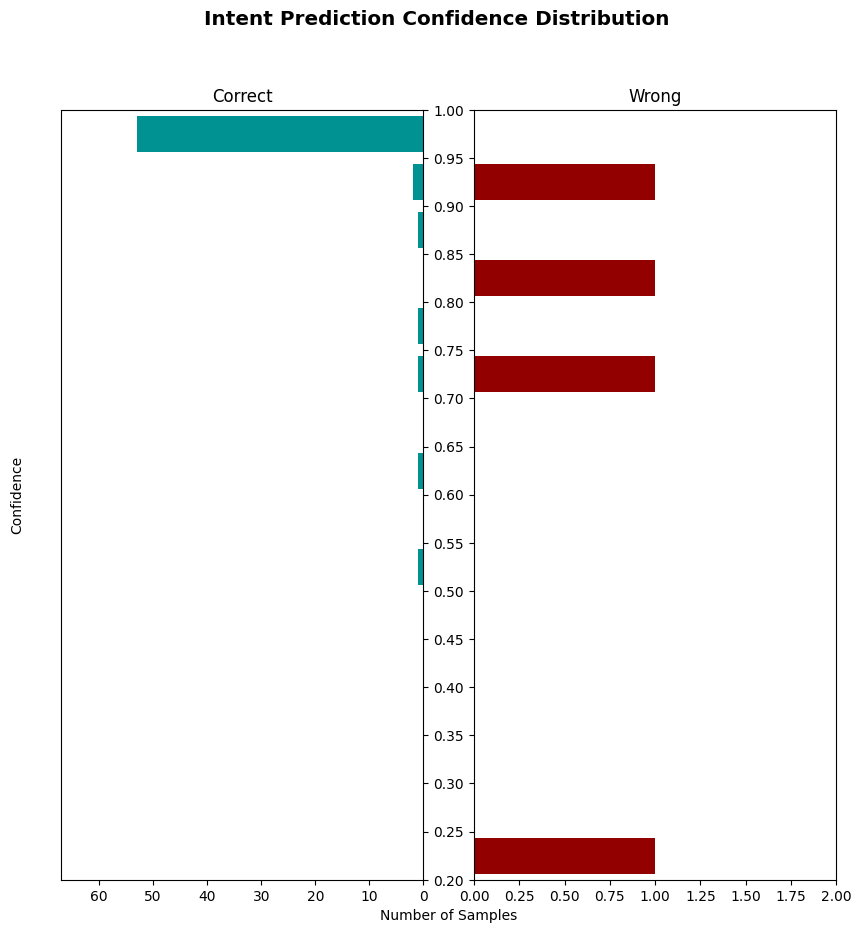 Intent Prediction Confidence Distribution
Correct
Wrong
1.00
0.95
0.90
0.85
0.80
0.75
0.70
0.65
0.60
0.55
0.50
0.45
0.40
0.35
0.30
0.25
0.20
Confidence
60 50 40 30 20 10 0
0.00 0.25 0.50 0.75 1.00 1.25 1.50 1.75 2.00
Number of Samples